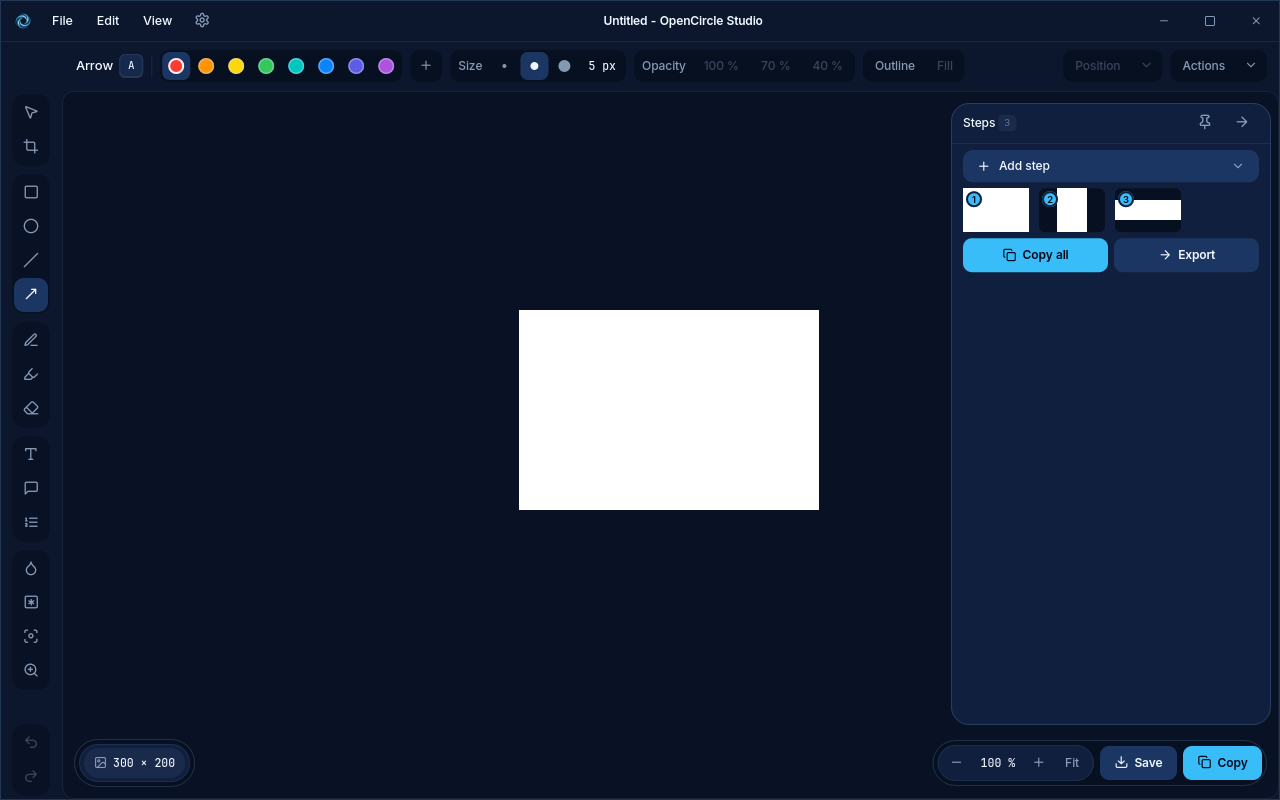 File Edit View Untitled - OpenCircle Studio
Arrow A Size 5 px Opacity 100 % 70 % 40 % Outline Fill Position Actions
Steps 3
Add step
1 2 3
Copy all Export
300 × 200 100 % Fit Save Copy